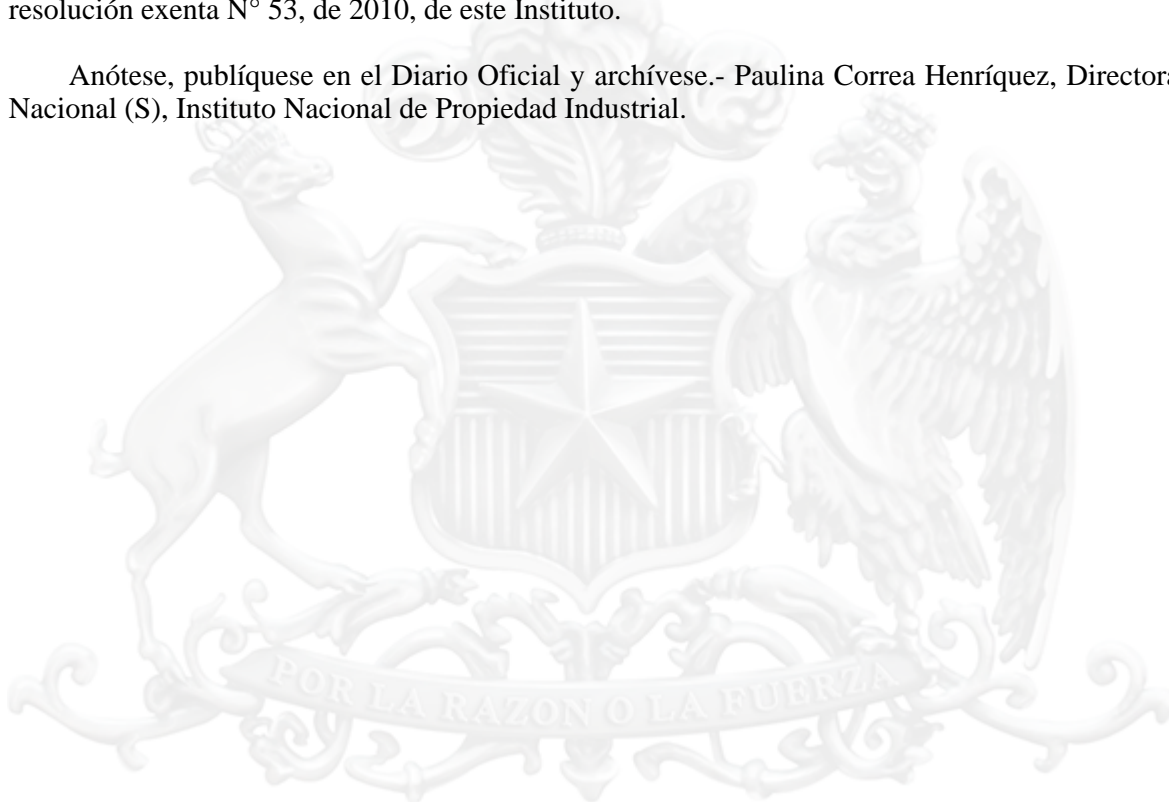 resolución exenta N° 53, de 2010, de este Instituto.
Anótese, publíquese en el Diario Oficial y archívese.- Paulina Correa Henríquez, Directora
Nacional (S), Instituto Nacional de Propiedad Industrial.
POR LA RAZON O LA FUERZA